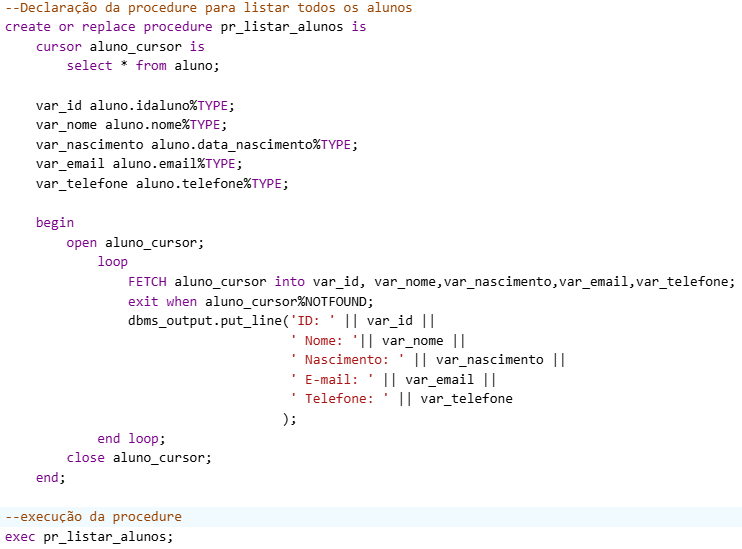 --Declaração da procedure para listar todos os alunos
create or replace procedure pr_listar_alunos is
    cursor aluno_cursor is
        select * from aluno;

    var_id aluno.idaluno%TYPE;
    var_nome aluno.nome%TYPE;
    var_nascimento aluno.data_nascimento%TYPE;
    var_email aluno.email%TYPE;
    var_telefone aluno.telefone%TYPE;

    begin
        open aluno_cursor;
            loop
                FETCH aluno_cursor into var_id, var_nome,var_nascimento,var_email,var_telefone;
                exit when aluno_cursor%NOTFOUND;
                dbms_output.put_line('ID: ' || var_id ||
                                     ' Nome: '|| var_nome ||
                                     ' Nascimento: ' || var_nascimento ||
                                     ' E-mail: ' || var_email ||
                                     ' Telefone: ' || var_telefone
                                    );
            end loop;
        close aluno_cursor;
    end;

--execução da procedure
exec pr_listar_alunos;